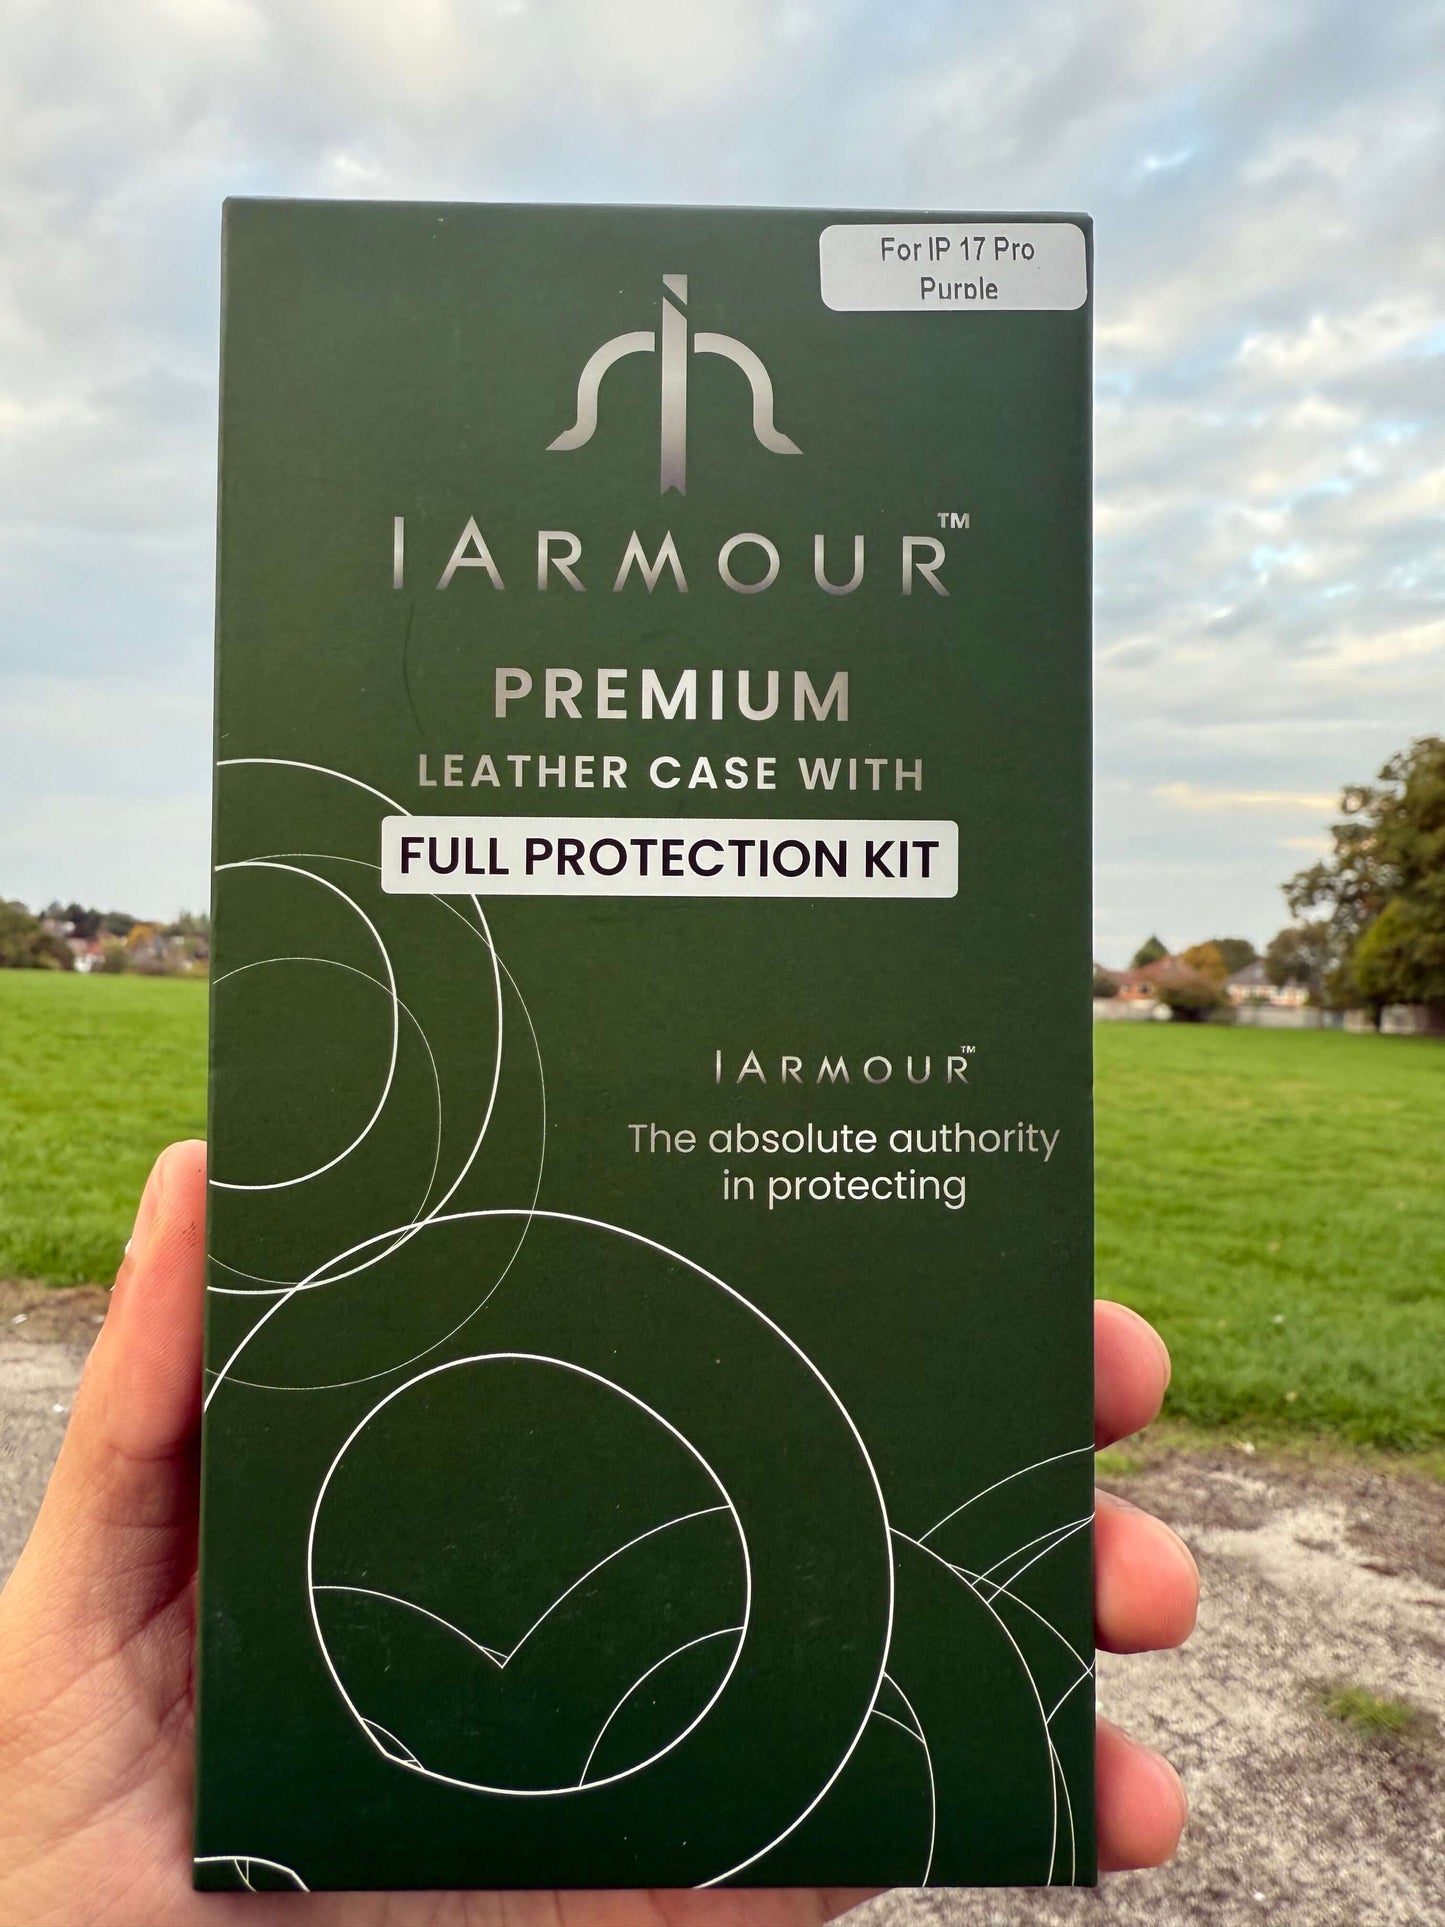 For IP 17 Pro
Purple
IARMOUR™
PREMIUM
LEATHER CASE WITH
FULL PROTECTION KIT
IARMOUR™
The absolute authority
in protecting